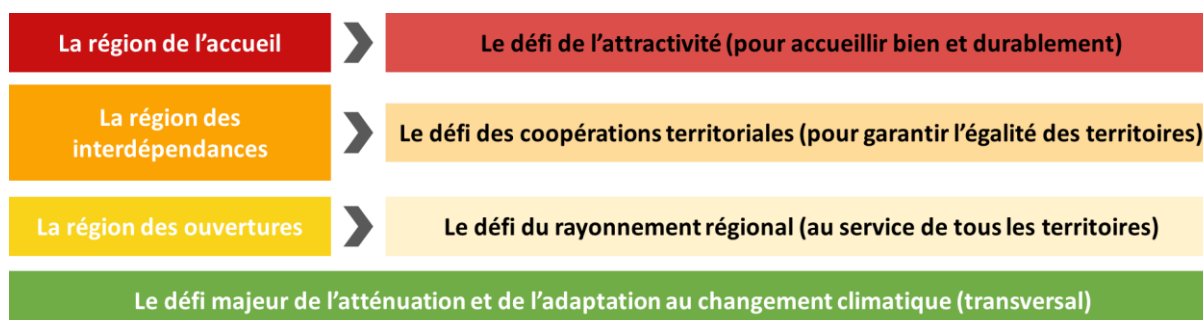 La région de l'accueil
Le défi de l'attractivité (pour accueillir bien et durablement)
La région des
interdépendances
Le défi des coopérations territoriales (pour garantir l'égalité des territoires)
La région des ouvertures
Le défi du rayonnement régional (au service de tous les territoires)
Le défi majeur de l'atténuation et de l'adaptation au changement climatique (transversal)